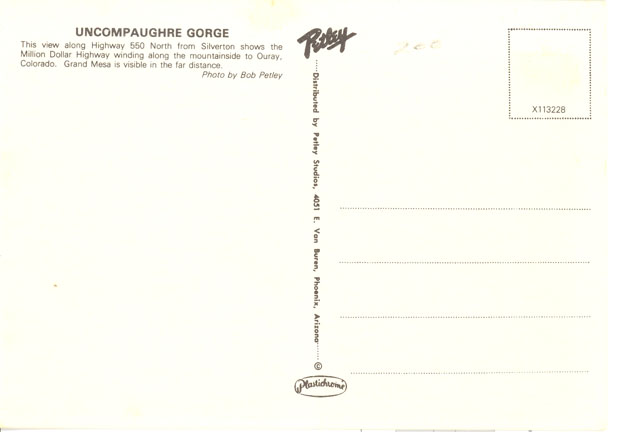 UNCOMPAUGHRE GORGE
This view along Highway 550 North from Silverton shows the
Million Dollar Highway winding along the mountainside to Ouray,
Colorado. Grand Mesa is visible in the far distance.
Photo by Bob Petley
Petley
Distributed by Petley Studios, 4051 E. Van Buren, Phoenix, Arizona
©
Plastichrome
X113228